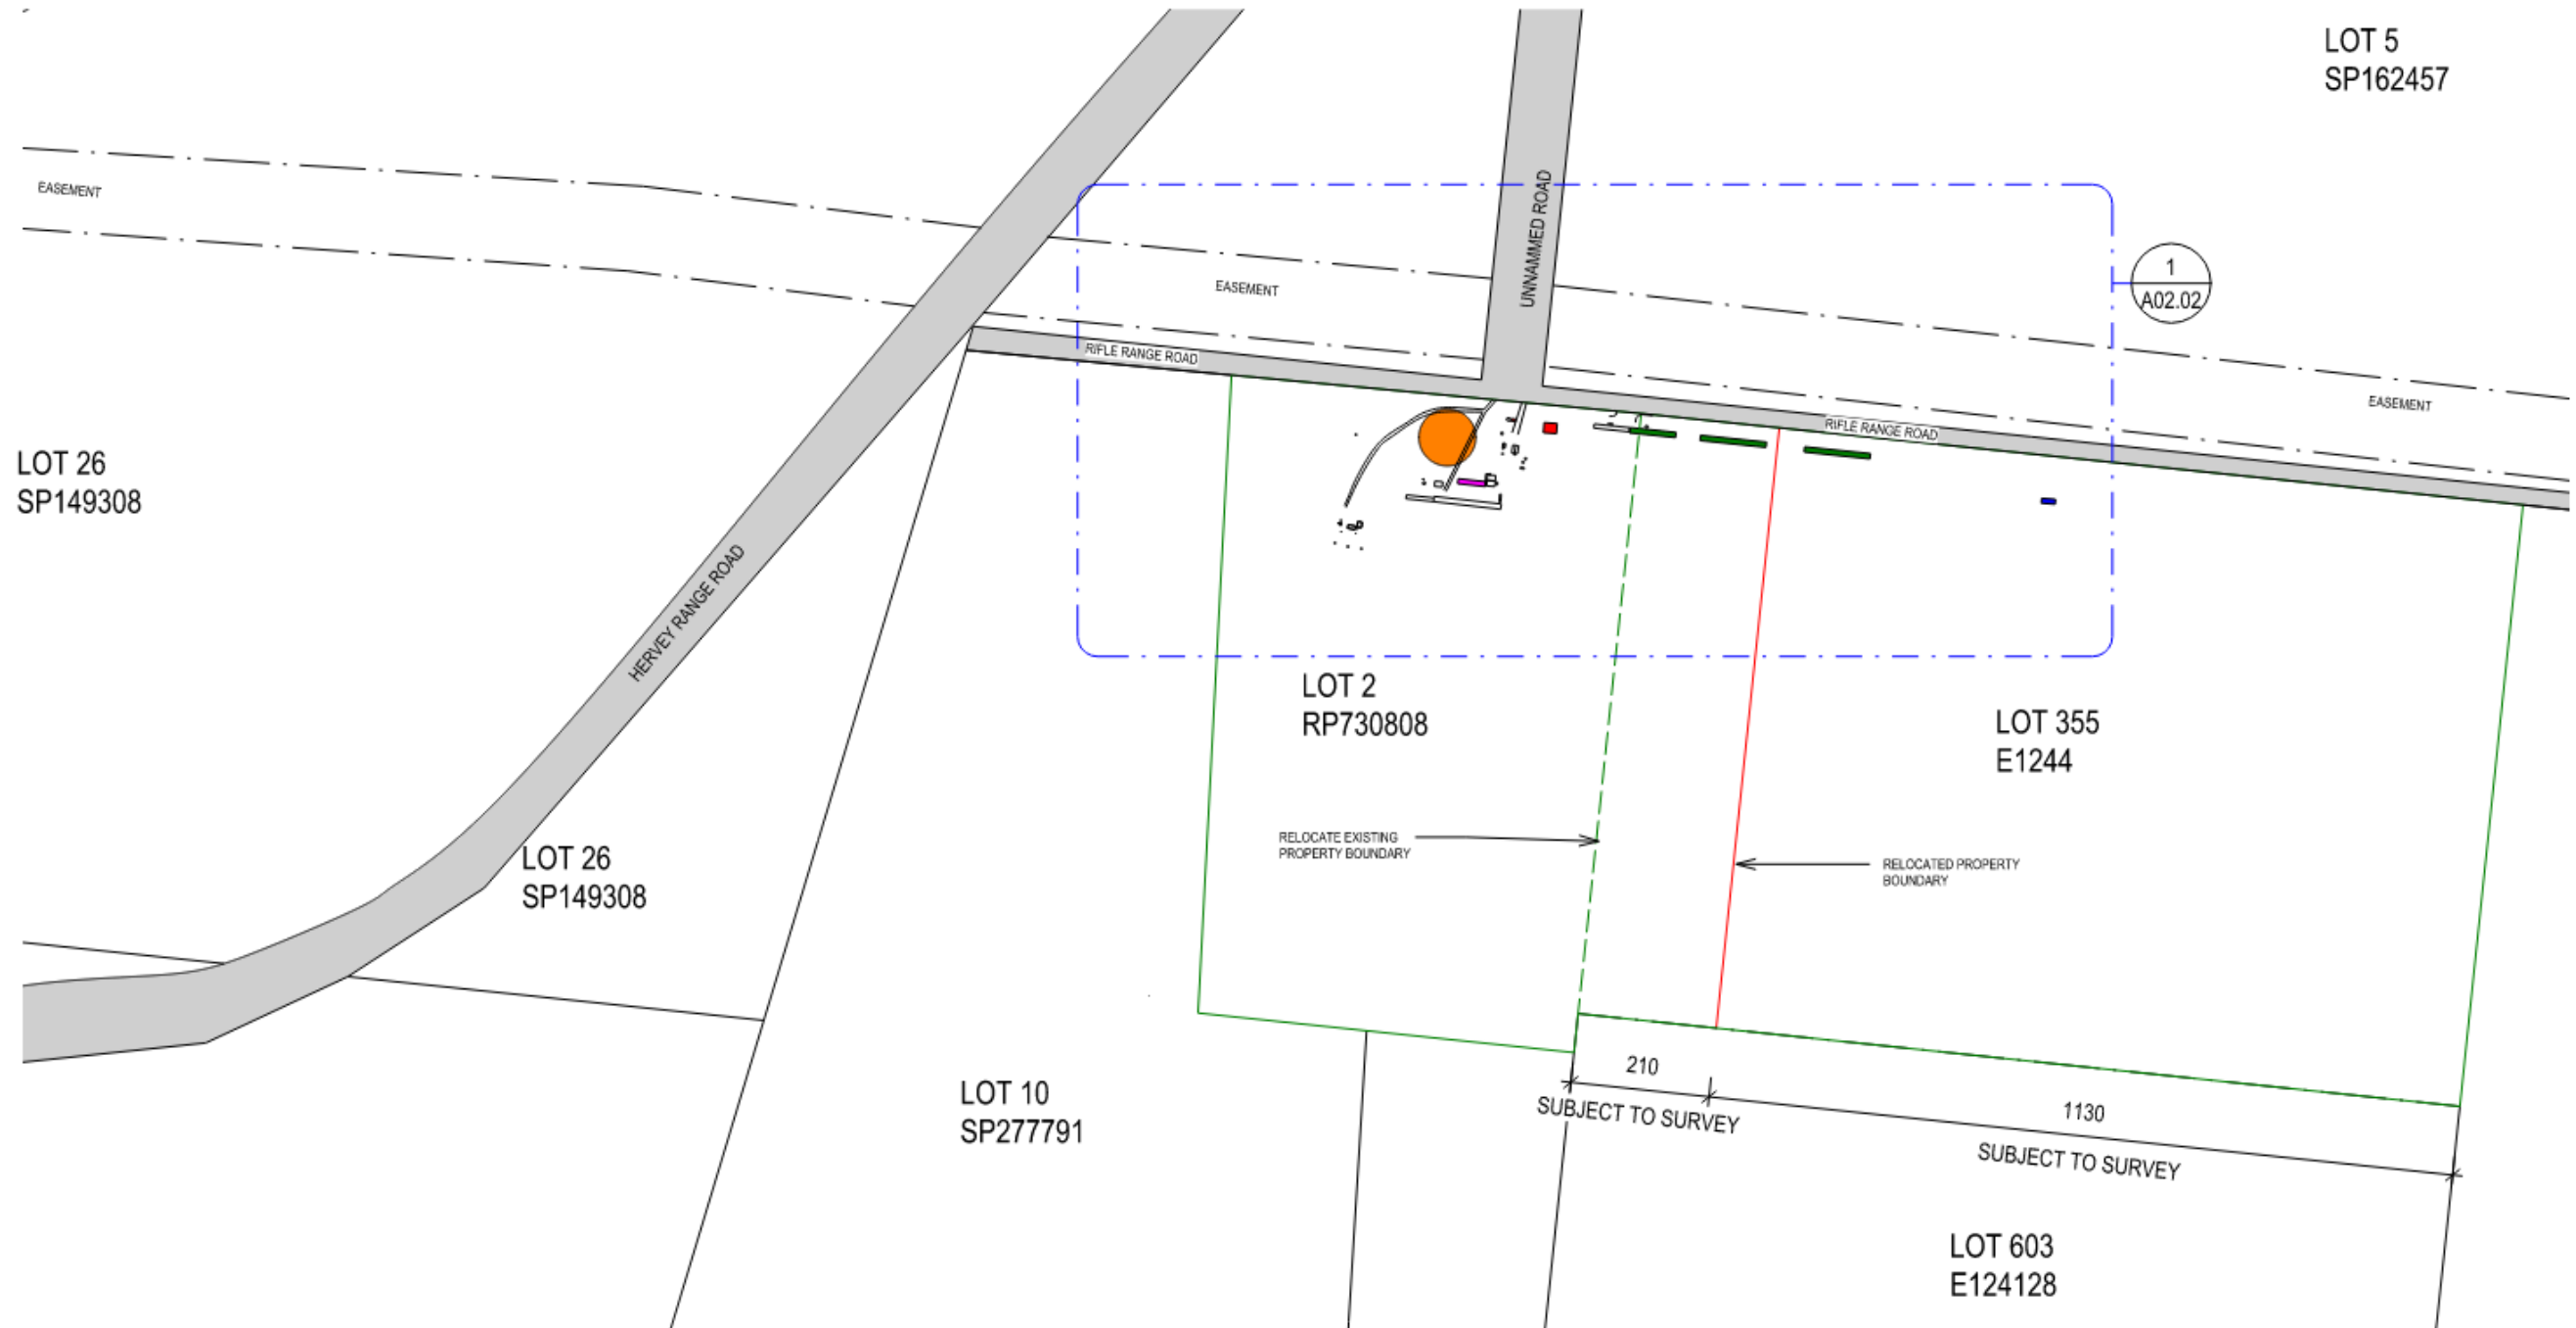 LOT 5
SP162457
EASEMENT
UNNAMMED ROAD
EASEMENT
1
A02.02
RIFLE RANGE ROAD
EASEMENT
RIFLE RANGE ROAD
LOT 26
SP149308
HERVEY RANGE ROAD
LOT 2
RP730808
LOT 355
E1244
RELOCATE EXISTING
PROPERTY BOUNDARY
RELOCATED PROPERTY
BOUNDARY
LOT 26
SP149308
210
SUBJECT TO SURVEY
1130
SUBJECT TO SURVEY
LOT 10
SP277791
LOT 603
E124128